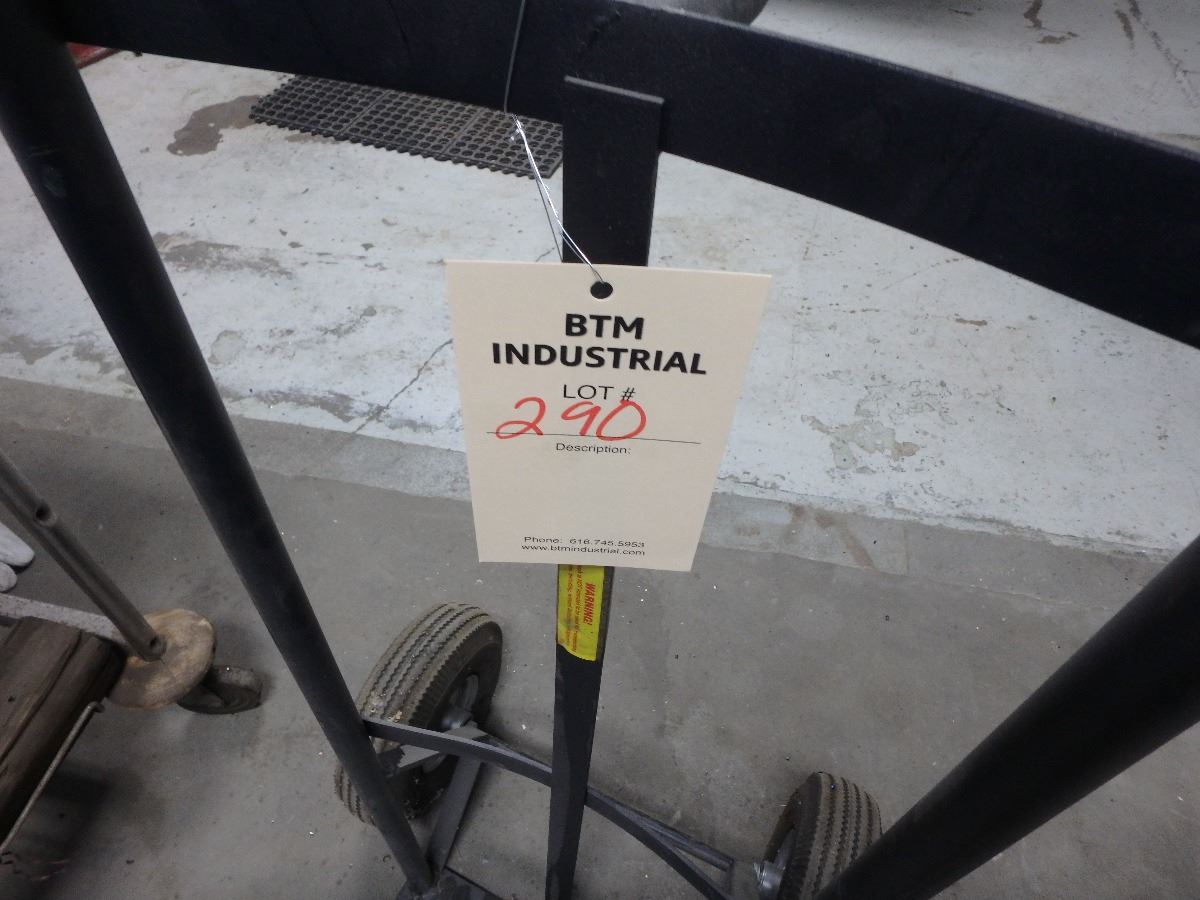 BTM
INDUSTRIAL
LOT #
290
Description:
Phone: 616.745.5953
www.btmindustrial.com
WARNING!